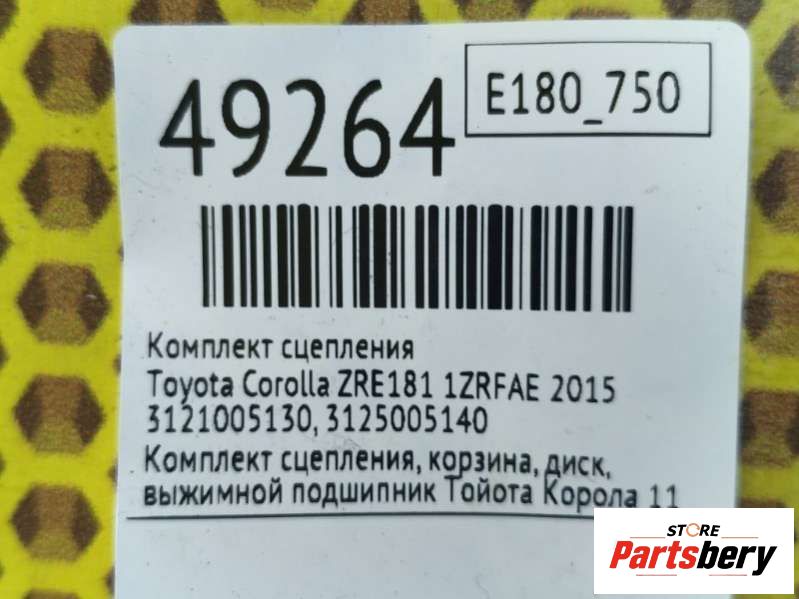 49264
E180_750
Комплект сцепления
Toyota Corolla ZRE181 1ZRFAE 2015
3121005130, 3125005140
Комплект сцепления, корзина, диск,
выжимной подшипник Тойота Корола 11
STORE
Partsbery